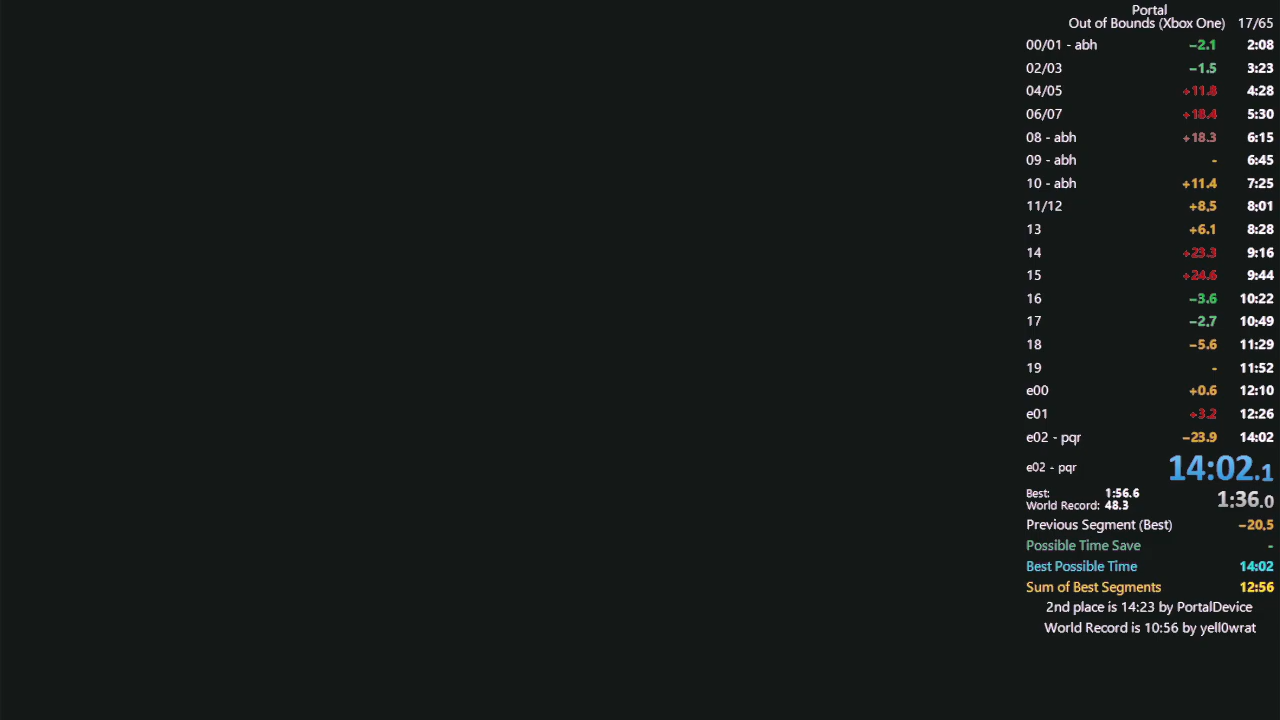 Portal
Out of Bounds (Xbox One) 17/65
00/01 - abh −2.1 2:08
02/03 −1.5 3:23
04/05 +11.8 4:28
06/07 +18.4 5:30
08 - abh +18.3 6:15
09 - abh - 6:45
10 - abh +11.4 7:25
11/12 +8.5 8:01
13 +6.1 8:28
14 +23.3 9:16
15 +24.6 9:44
16 −3.6 10:22
17 −2.7 10:49
18 −5.6 11:29
19 - 11:52
e00 +0.6 12:10
e01 +3.2 12:26
e02 - pqr −23.9 14:02
e02 - pqr 14:02.1
Best: 1:56.6 1:36.0
World Record: 48.3
Previous Segment (Best) −20.5
Possible Time Save -
Best Possible Time 14:02
Sum of Best Segments 12:56
2nd place is 14:23 by PortalDevice
World Record is 10:56 by yell0wrat